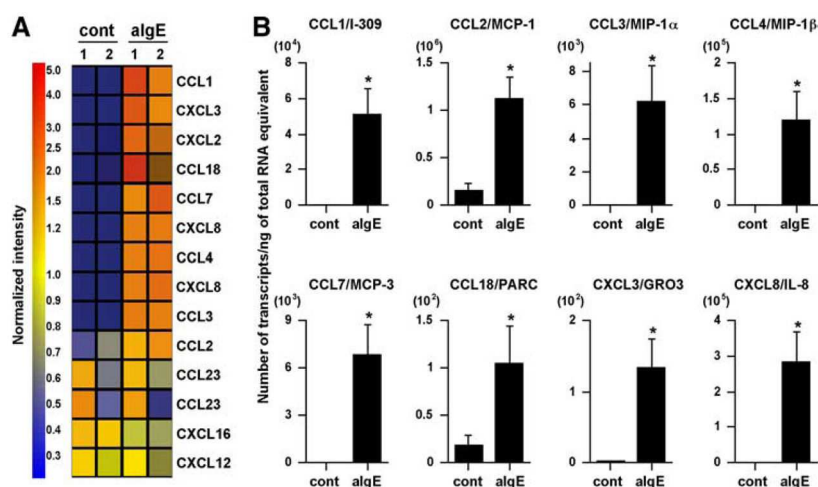 A
cont algE
1 2 1 2
Normalized intensity
5.0
3.0
2.5
2.0
1.5
1.2
1.0
0.8
0.7
0.6
0.5
0.4
0.3
CCL1
CXCL3
CXCL2
CCL18
CCL7
CXCL8
CCL4
CXCL8
CCL3
CCL2
CCL23
CCL23
CXCL16
CXCL12
B
Number of transcripts/ng of total RNA equivalent
CCL1/I-309
(10⁴)
8
6
4
2
0
*
cont algE
CCL2/MCP-1
(10⁶)
1.5
1
0.5
0
*
cont algE
CCL3/MIP-1α
(10³)
8
6
4
2
0
*
cont algE
CCL4/MIP-1β
(10⁵)
2
1.5
1
0.5
0
*
cont algE
CCL7/MCP-3
(10³)
9
6
3
0
*
cont algE
CCL18/PARC
(10²)
1.5
1
0.5
0
*
cont algE
CXCL3/GRO3
(10²)
2
1
0
*
cont algE
CXCL8/IL-8
(10⁵)
4
3
2
1
0
*
cont algE